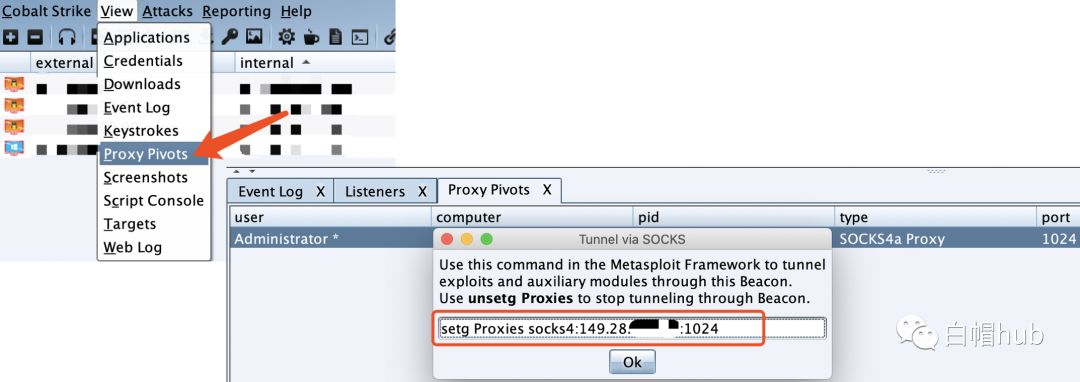 Cobalt Strike View Attacks Reporting Help
external
internal
Applications
Credentials
Downloads
Event Log
Keystrokes
Proxy Pivots
Screenshots
Script Console
Targets
Web Log
Event Log X Listeners X Proxy Pivots X
user computer pid type port
Administrator * SOCKS4a Proxy 1024
Tunnel via SOCKS
Use this command in the Metasploit Framework to tunnel
exploits and auxiliary modules through this Beacon.
Use unsetg Proxies to stop tunneling through Beacon.
setg Proxies socks4:149.28. :1024
Ok
白帽hub